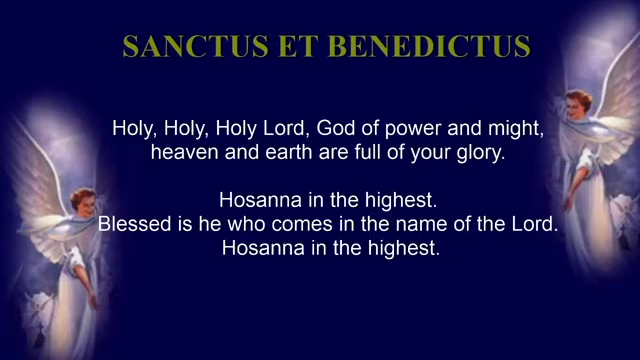 SANCTUS ET BENEDICTUS
Holy, Holy, Holy Lord, God of power and might,
heaven and earth are full of your glory.
Hosanna in the highest.
Blessed is he who comes in the name of the Lord.
Hosanna in the highest.